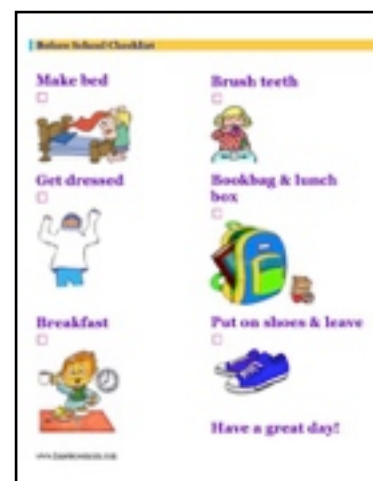 Before School Checklist
Make bed
Brush teeth
Get dressed
Bookbag & lunch
box
Breakfast
Put on shoes & leave
Have a great day!